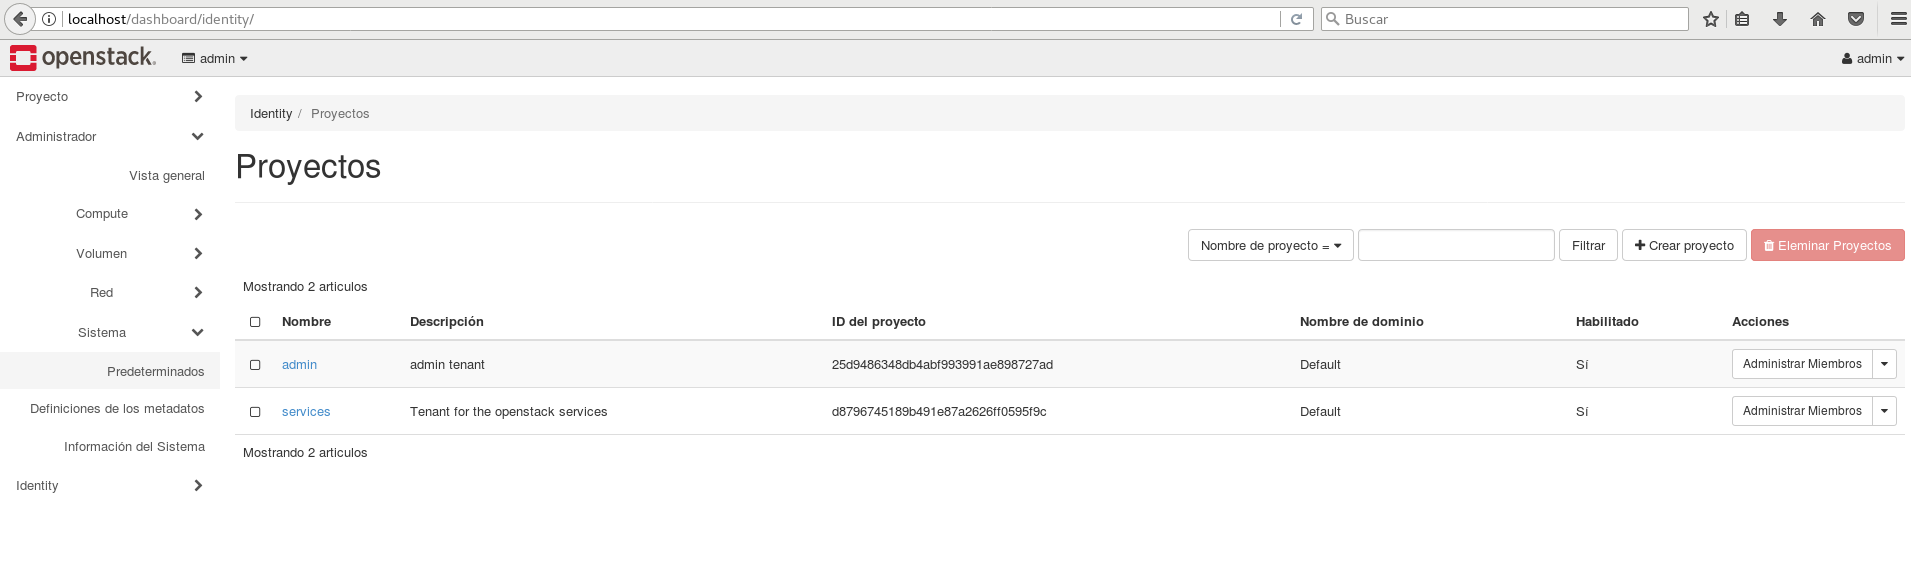 localhost/dashboard/identity/
Buscar
openstack.
admin
admin
Proyecto
Administrador
Vista general
Compute
Volumen
Red
Sistema
Predeterminados
Definiciones de los metadatos
Información del Sistema
Identity
Identity / Proyectos
Proyectos
Nombre de proyecto = Filtrar Crear proyecto Eleminar Proyectos
Mostrando 2 articulos
Nombre Descripción ID del proyecto Nombre de dominio Habilitado Acciones
admin admin tenant 25d9486348db4abf993991ae898727ad Default Sí Administrar Miembros
services Tenant for the openstack services d8796745189b491e87a2626ff0595f9c Default Sí Administrar Miembros
Mostrando 2 articulos